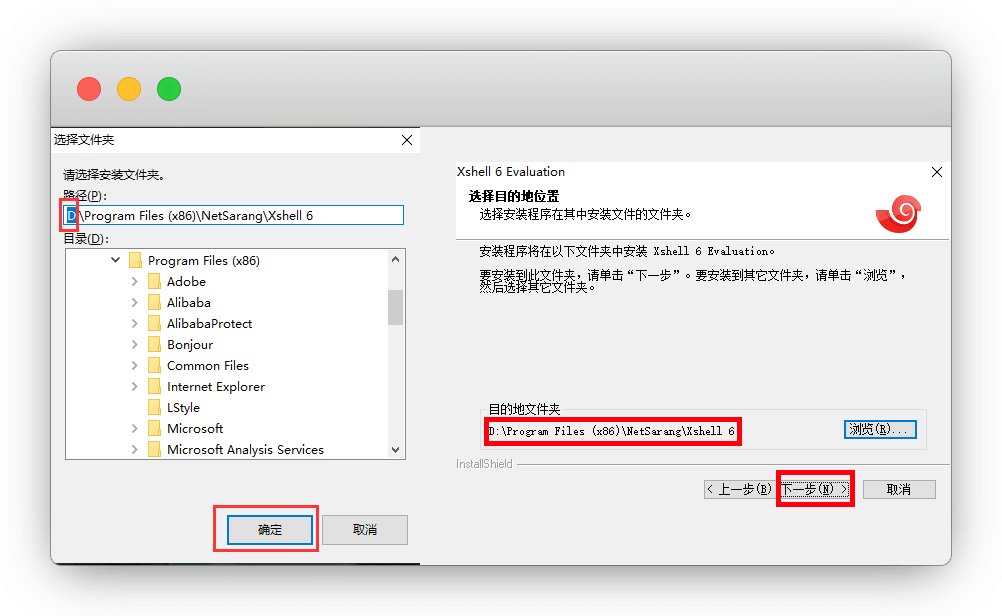 选择文件夹
请选择安装文件夹。
路径(P):
D:\Program Files (x86)\NetSarang\Xshell 6
目录(D):
Program Files (x86)
Adobe
Alibaba
AlibabaProtect
Bonjour
Common Files
Internet Explorer
LStyle
Microsoft
Microsoft Analysis Services
确定
取消
Xshell 6 Evaluation
选择目的地位置
选择安装程序在其中安装文件的文件夹。
安装程序将在以下文件夹中安装 Xshell 6 Evaluation。
要安装到此文件夹，请单击“下一步”。要安装到其它文件夹，请单击“浏览”，
然后选择其它文件夹。
目的地文件夹
D:\Program Files (x86)\NetSarang\Xshell 6
浏览(R)...
InstallShield
< 上一步(B)
下一步(N) >
取消